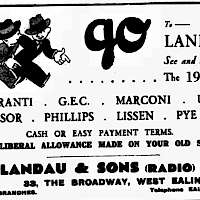 go
To—
LAN
See and
The 19
RANTI · G.E.C. MARCONI
SOR · PHILLIPS · LISSEN · PYE
CASH OR EASY PAYMENT TERMS.
LIBERAL ALLOWANCE MADE ON YOUR OLD S
LANDAU & SONS (RADIO)
33, THE BROADWAY, WEST EALIN
BRANCHES. Telephone EAL